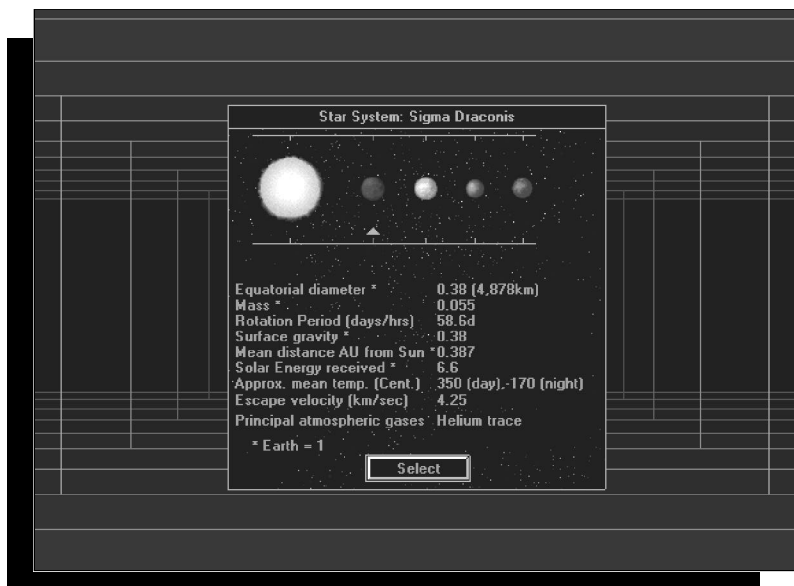 Star System: Sigma Draconis
Equatorial diameter * 0.38 (4,878km)
Mass * 0.055
Rotation Period (days/hrs) 58.6d
Surface gravity * 0.38
Mean distance AU from Sun * 0.387
Solar Energy received * 6.6
Approx. mean temp. (Cent.) 350 (day),-170 (night)
Escape velocity (km/sec) 4.25
Principal atmospheric gases Helium trace
* Earth = 1
Select